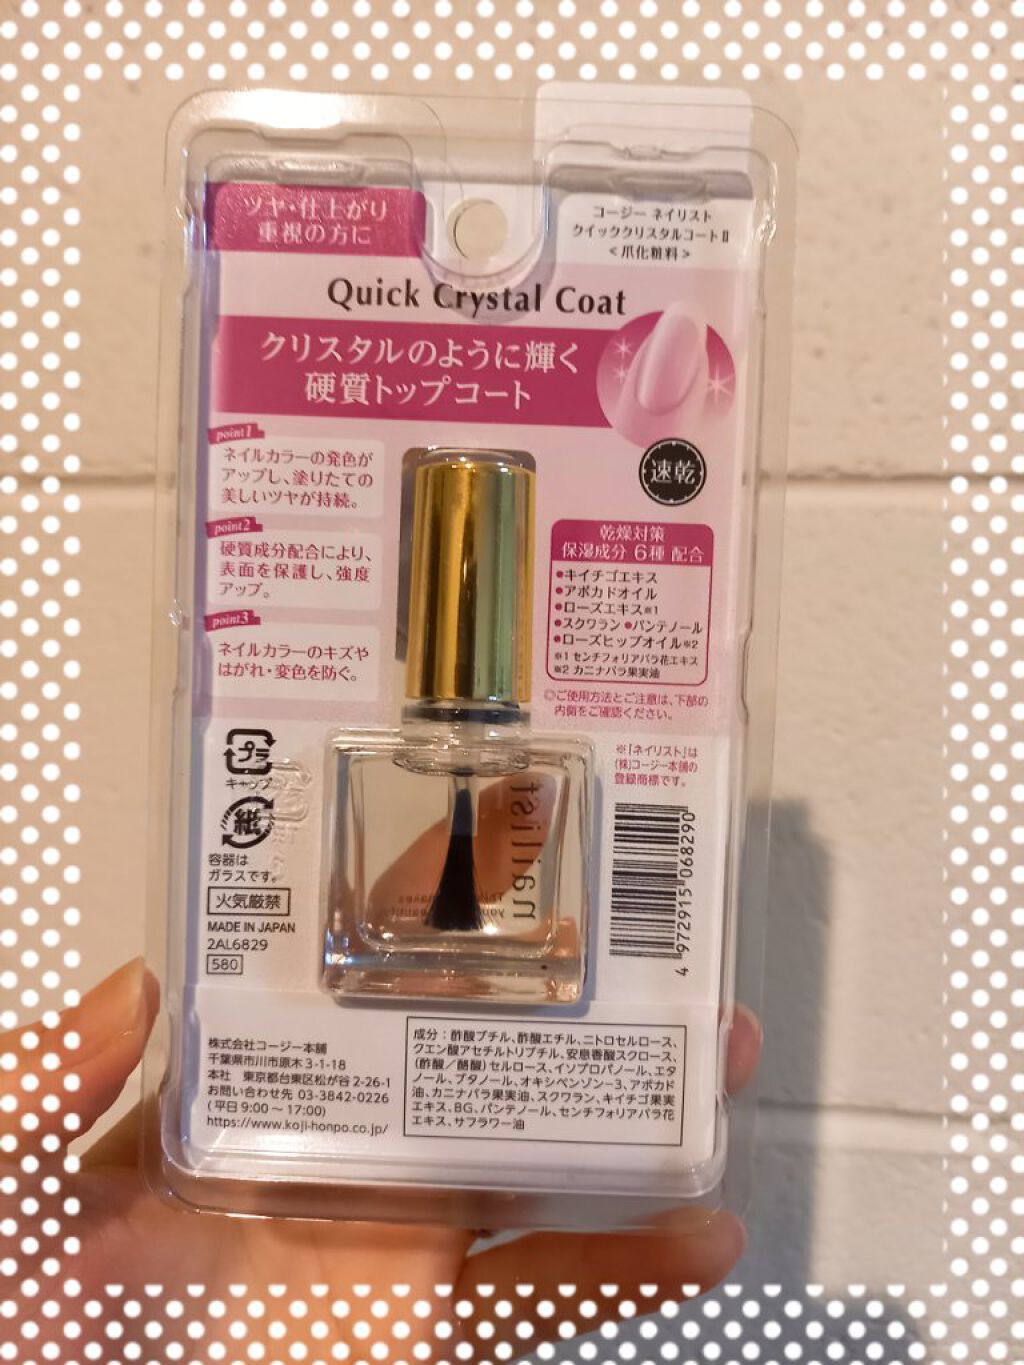 ツヤ・仕上がり
重視の方に
コージー ネイリスト
クイッククリスタルコートⅡ
<爪化粧料>
Quick Crystal Coat
クリスタルのように輝く
硬質トップコート
point1
ネイルカラーの発色が
アップし、塗りたての
美しいツヤが持続。
point2
硬質成分配合により、
表面を保護し、強度
アップ。
point3
ネイルカラーのキズや
はがれ・変色を防ぐ。
速乾
乾燥対策
保湿成分 6種 配合
●キイチゴエキス
●アボカドオイル
●ローズエキス※1
●スクワラン ●パンテノール
●ローズヒップオイル※2
※1 センチフォリアバラ花エキス
※2 カニナバラ果実油
◎ご使用方法とご注意は、下部の
内側をご確認ください。
※「ネイリスト」は
(株)コージー本舗の
登録商標です。
プラ
キャップ
紙
容器は
ガラスです。
火気厳禁
MADE IN JAPAN
2AL6829
580
nailist
4 972915 068290
株式会社コージー本舗
千葉県市川市原木3-1-18
本社 東京都台東区松が谷2-26-1
お問い合わせ先 03-3842-0226
(平日9:00～17:00)
https://www.koji-honpo.co.jp/
成分：酢酸ブチル、酢酸エチル、ニトロセルロース、
クエン酸アセチルトリブチル、安息香酸スクロース、
(酢酸／酪酸)セルロース、イソプロパノール、エタ
ノール、ブタノール、オキシベンゾン-3、アボカド
油、カニナバラ果実油、スクワラン、キイチゴ果実
エキス、BG、パンテノール、センチフォリアバラ花
エキス、サフラワー油